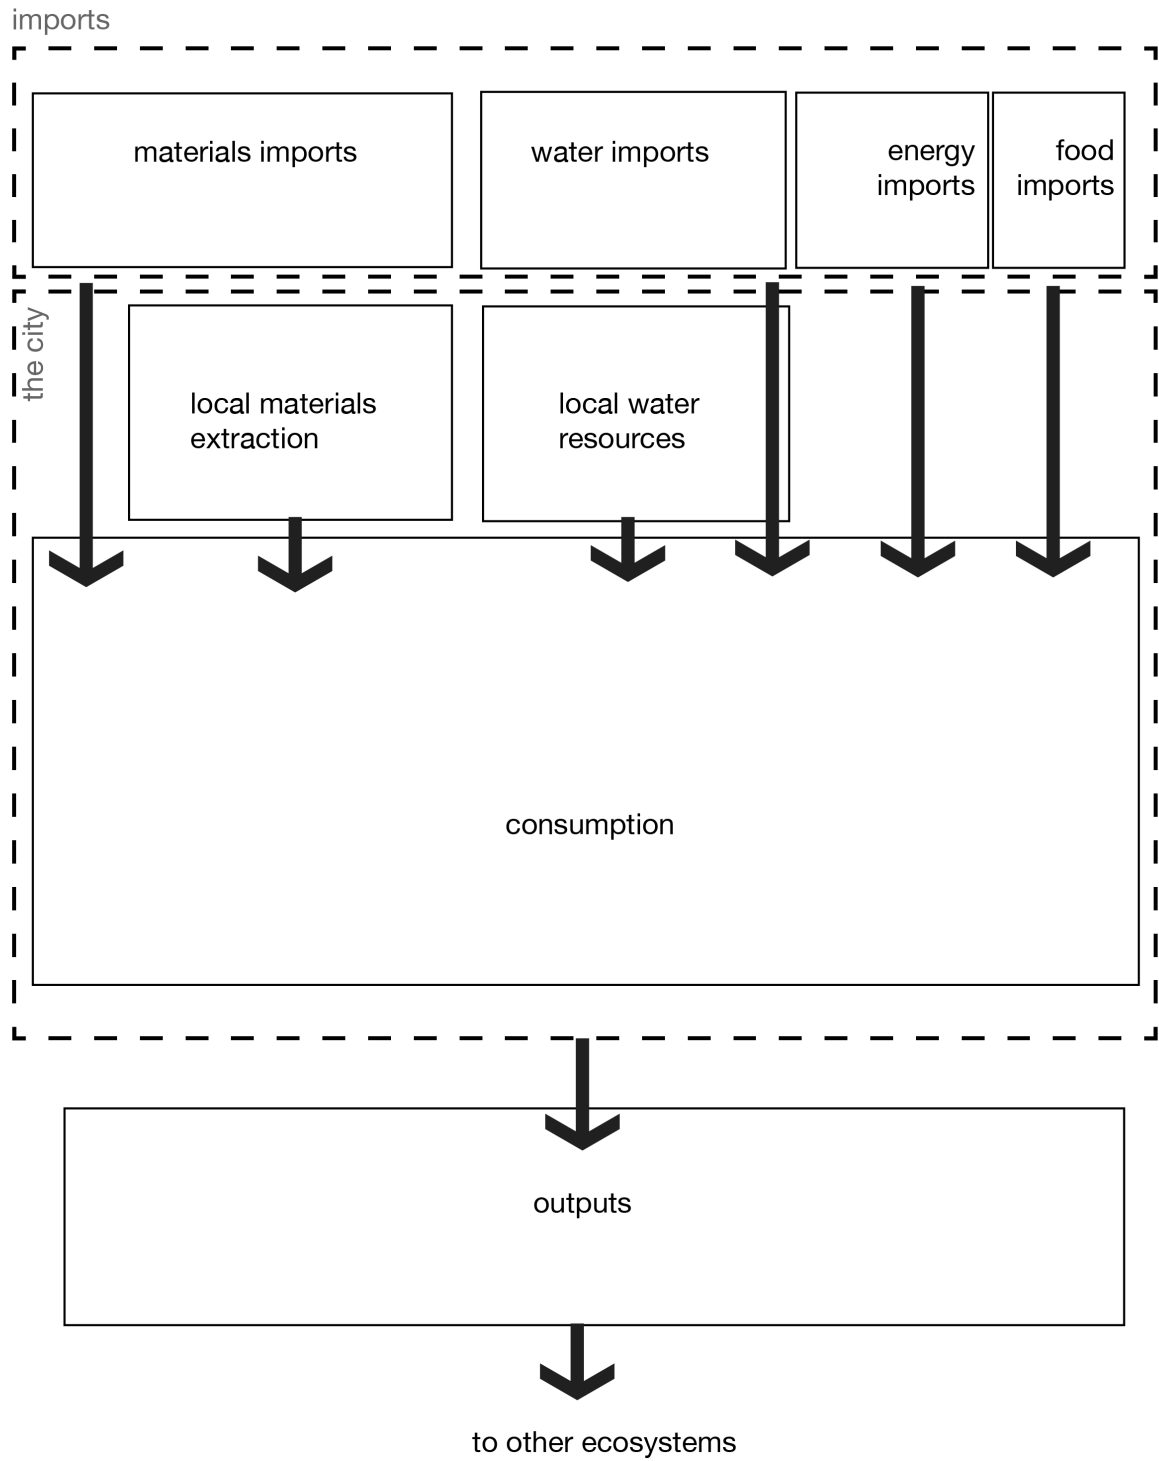 imports
materials imports
water imports
energy
imports
food
imports
the city
local materials
extraction
local water
resources
consumption
outputs
to other ecosystems